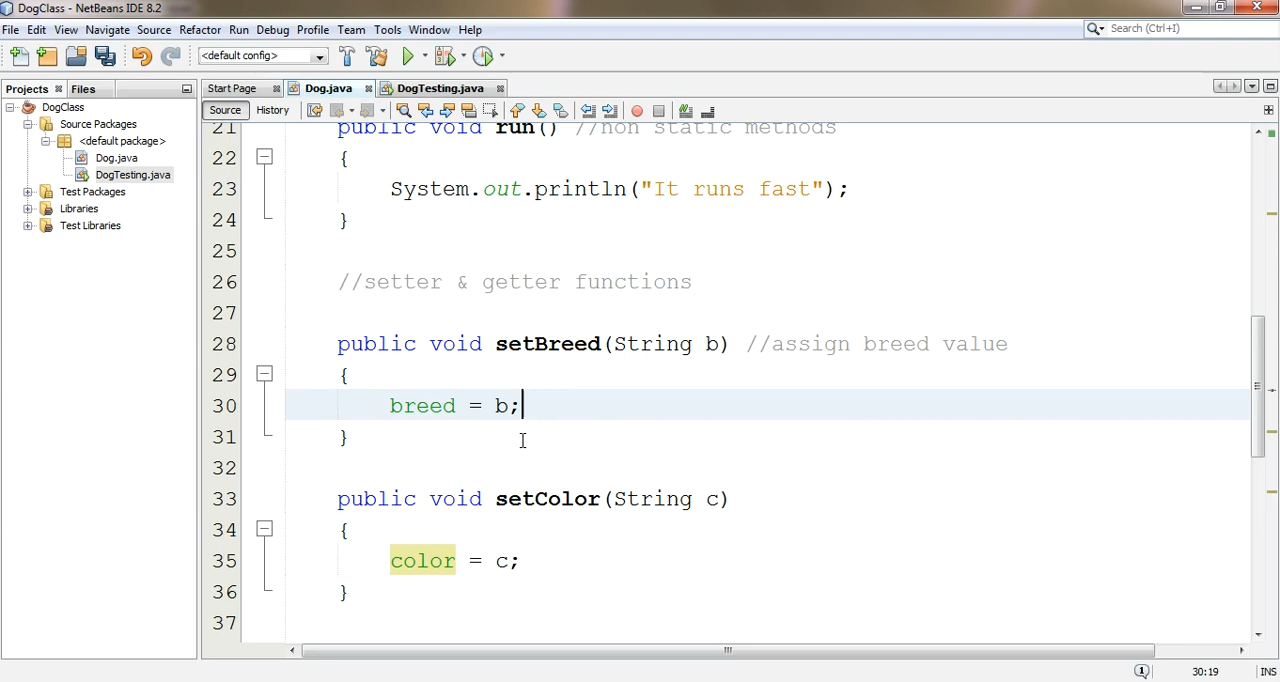 DogClass - NetBeans IDE 8.2
File Edit View Navigate Source Refactor Run Debug Profile Team Tools Window Help
Search (Ctrl+I)
<default config>
Projects Files
Start Page Dog.java DogTesting.java
DogClass
Source Packages
<default package>
Dog.java
DogTesting.java
Test Packages
Libraries
Test Libraries
Source History
21 public void run() //non static methods
22 {
23 System.out.println("It runs fast");
24 }
25
26 //setter & getter functions
27
28 public void setBreed(String b) //assign breed value
29 {
30 breed = b;
31 }
32
33 public void setColor(String c)
34 {
35 color = c;
36 }
37
1 30:19 INS